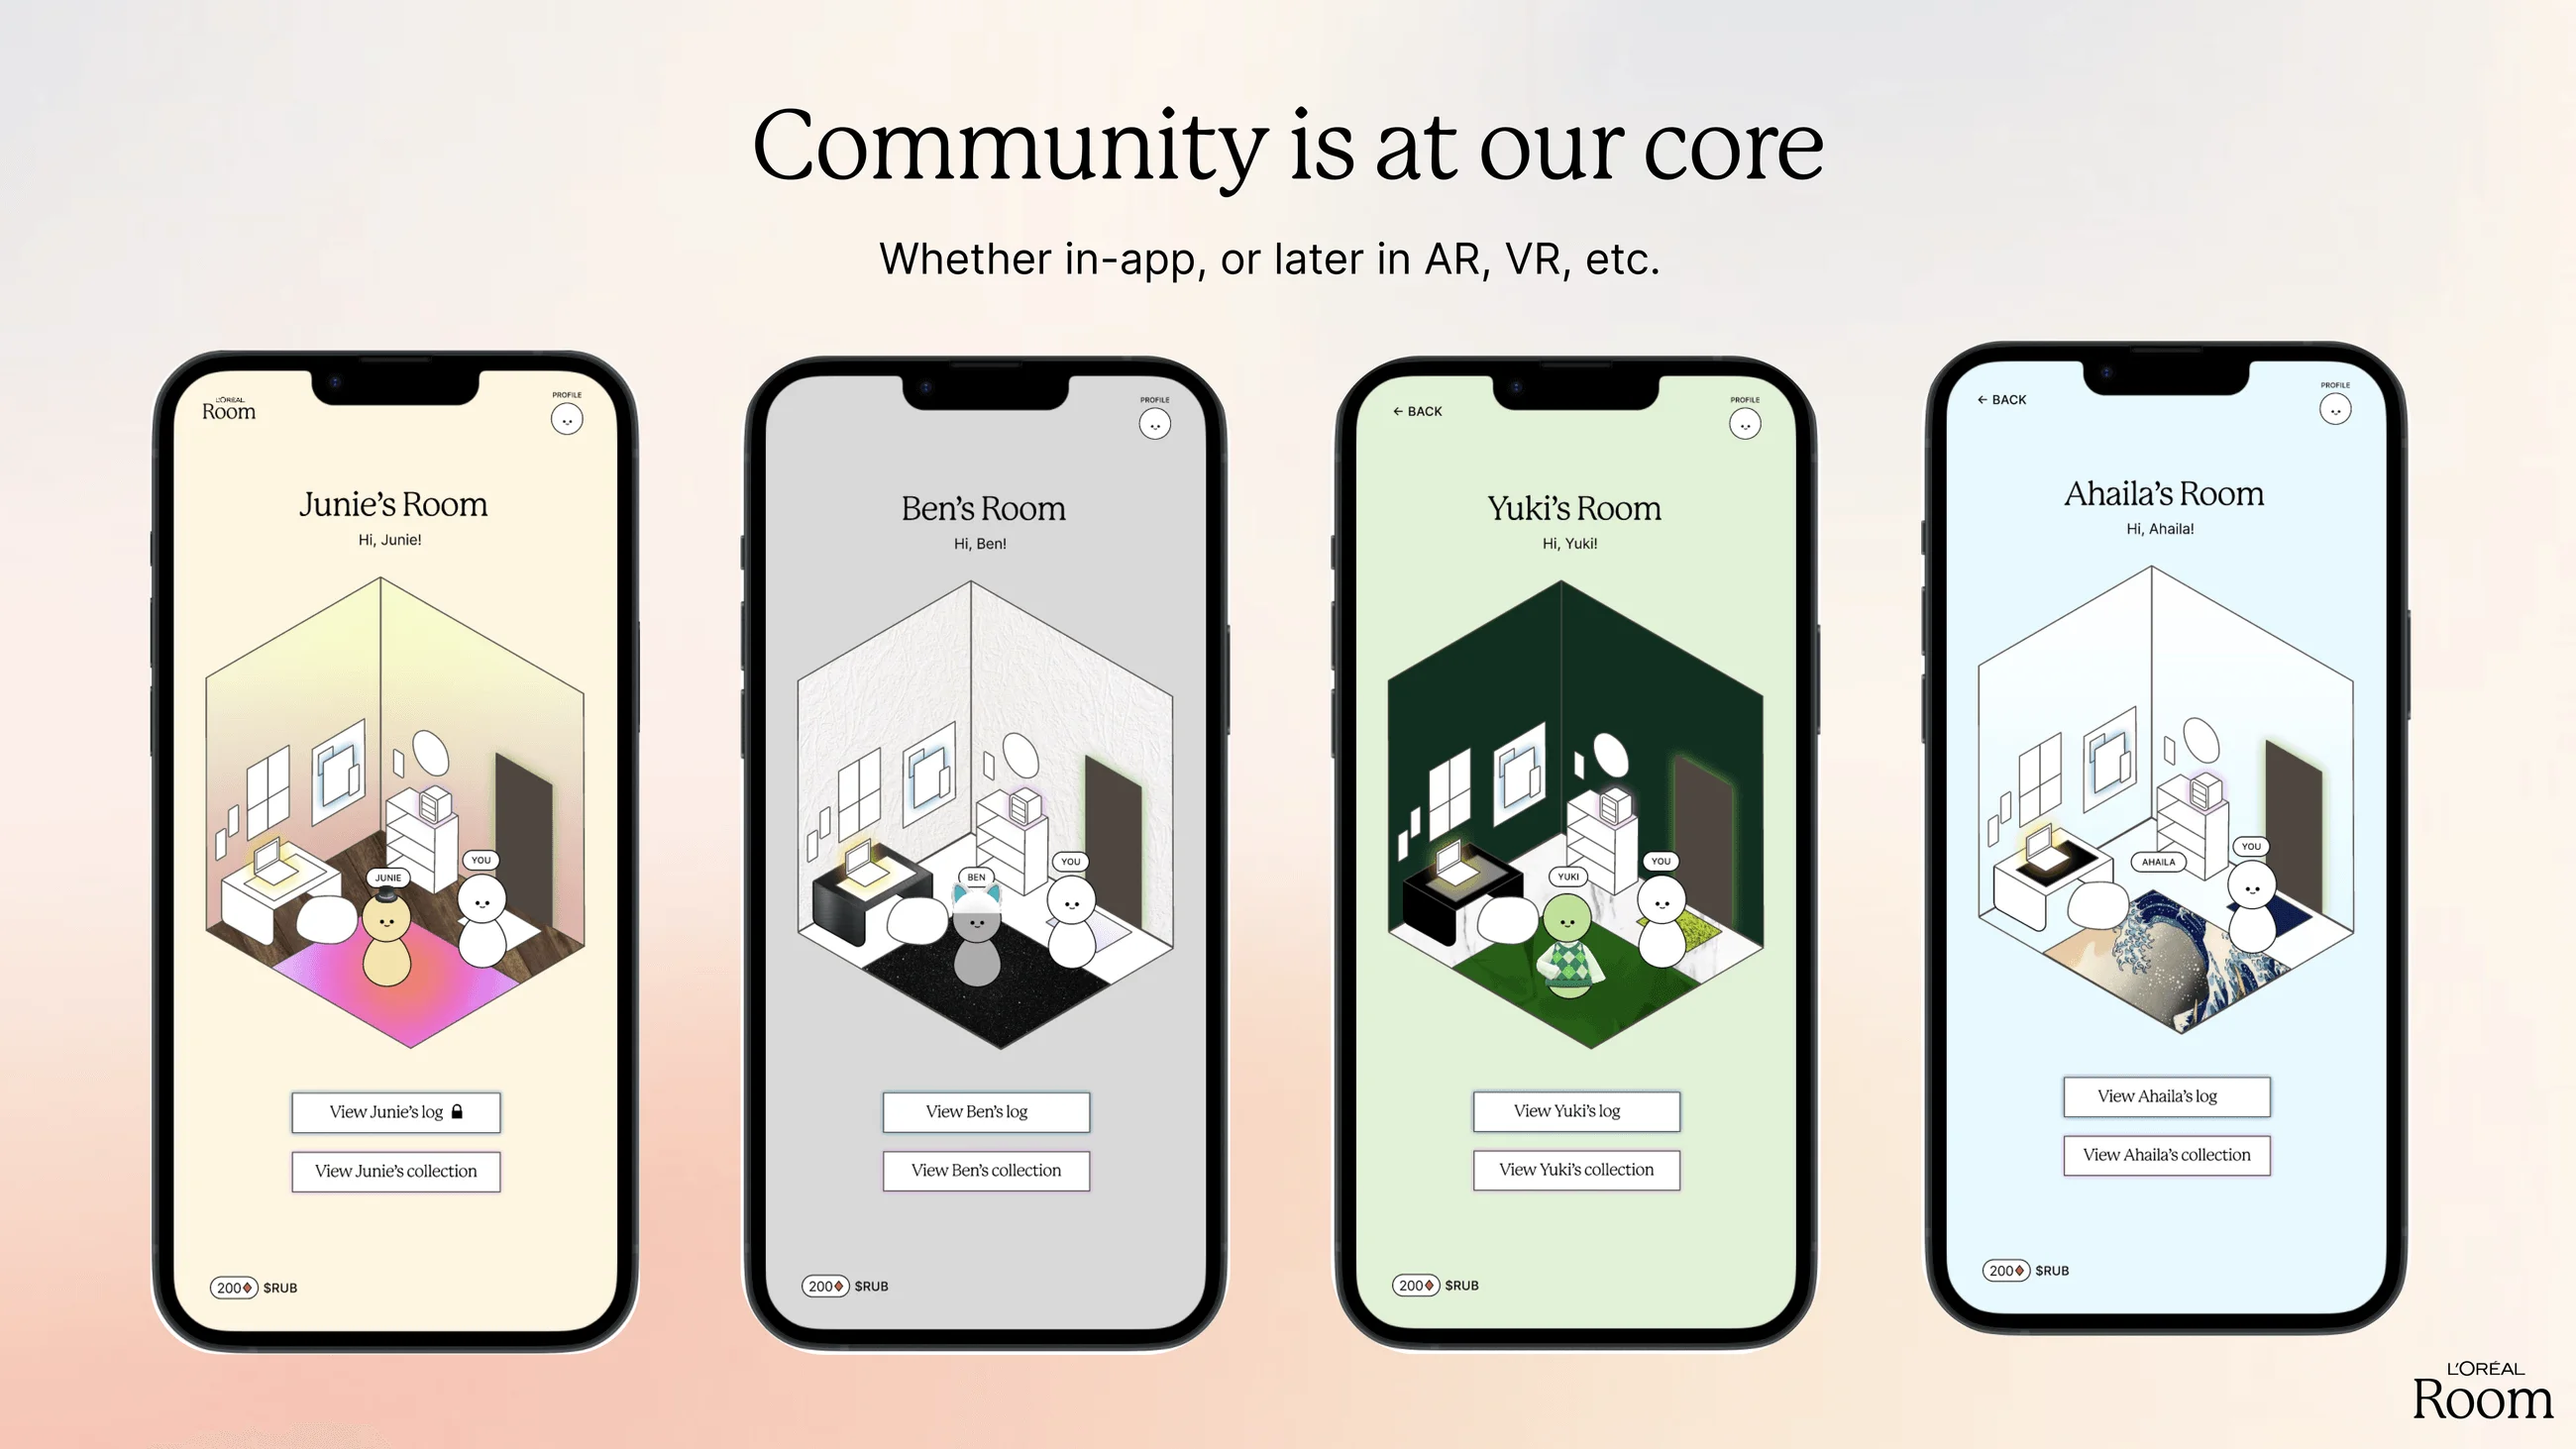 Community is at our core
Whether in-app, or later in AR, VR, etc.
L'ORÉAL
Room
PROFILE
Junie's Room
Hi, Junie!
YOU
JUNIE
View Junie's log
View Junie's collection
200 $RUB
PROFILE
Ben's Room
Hi, Ben!
YOU
BEN
View Ben's log
View Ben's collection
200 $RUB
← BACK
PROFILE
Yuki's Room
Hi, Yuki!
YOU
YUKI
View Yuki's log
View Yuki's collection
200 $RUB
← BACK
PROFILE
Ahaila's Room
Hi, Ahaila!
YOU
AHAILA
View Ahaila's log
View Ahaila's collection
200 $RUB
L'ORÉAL
Room